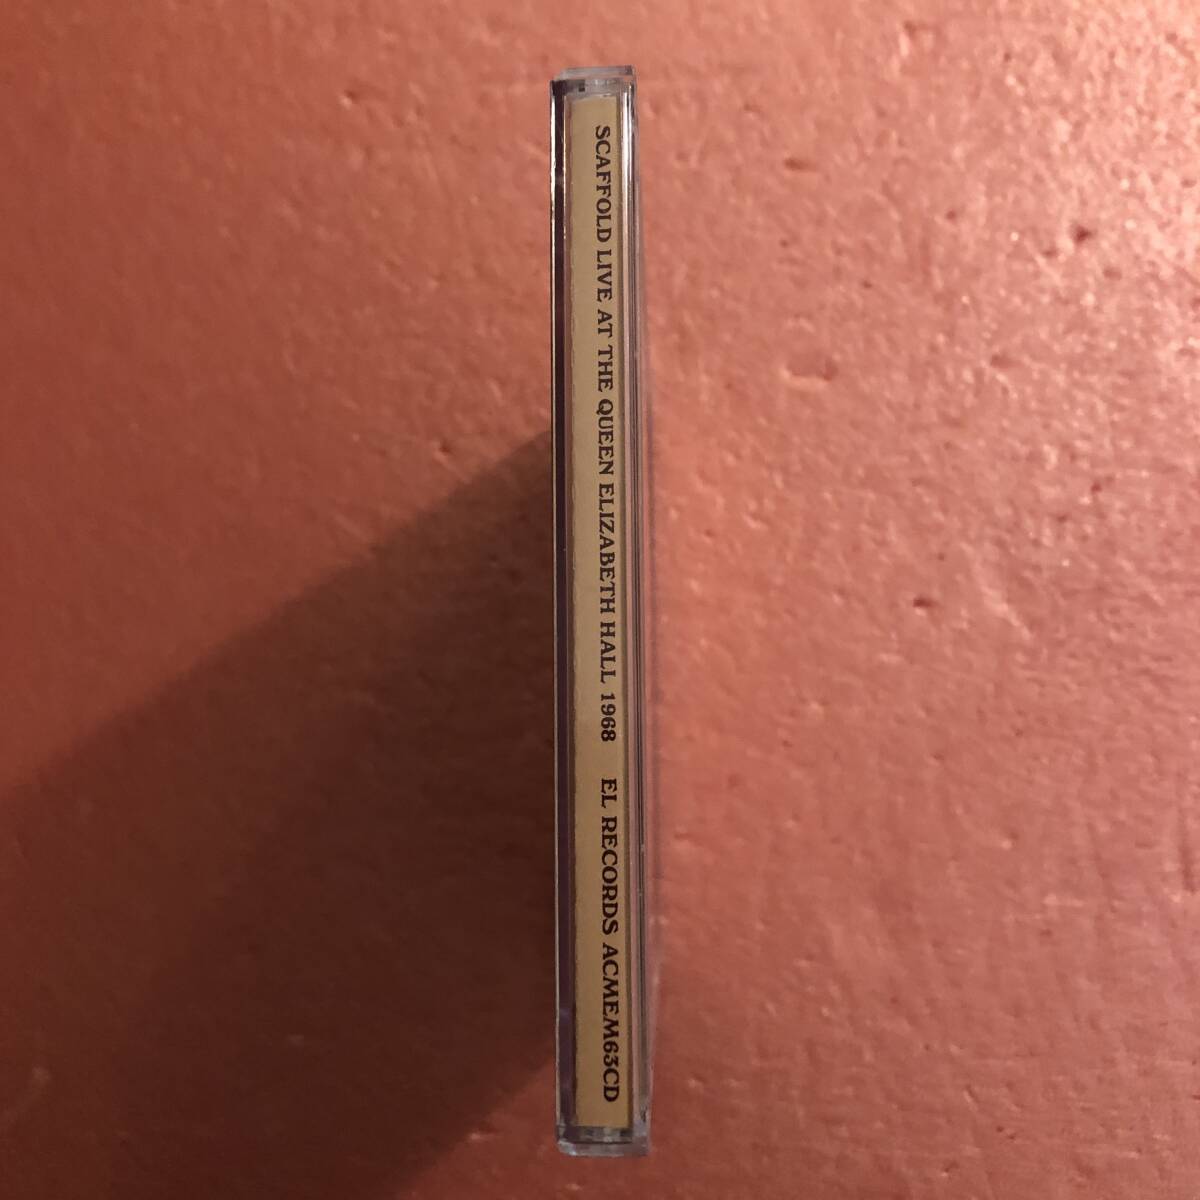 SCAFFOLD LIVE AT THE QUEEN ELIZABETH HALL 1968 EL RECORDS ACMEM63CD